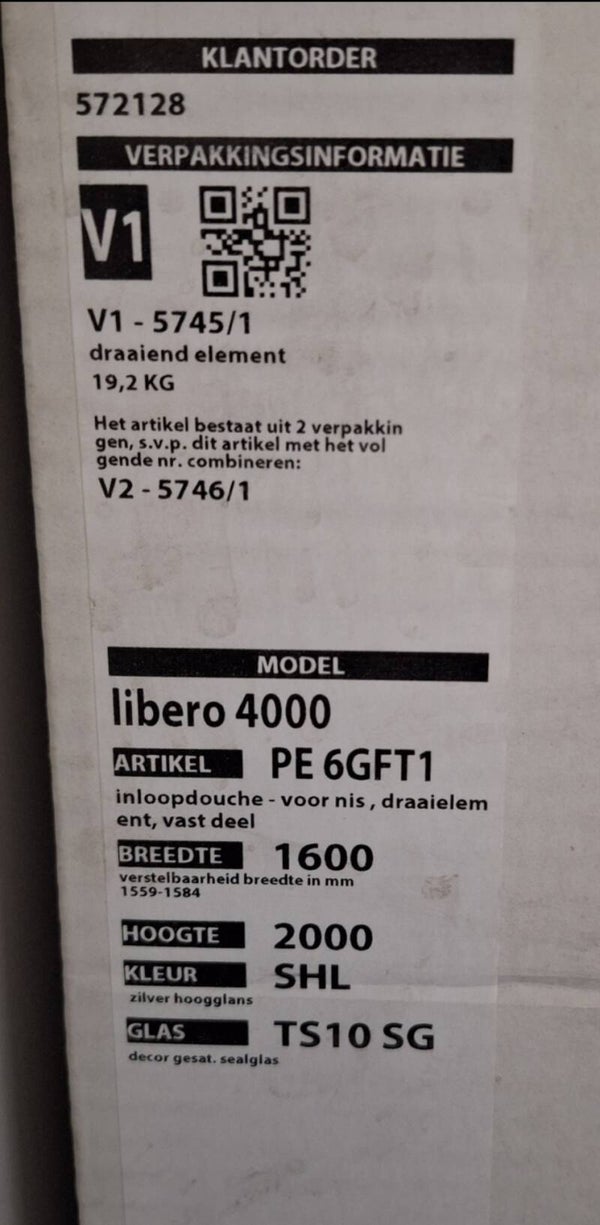 KLANTORDER
572128
VERPAKKINGSINFORMATIE
V1
V1 - 5745/1
draaiend element
19,2 KG
Het artikel bestaat uit 2 verpakkin
gen, s.v.p. dit artikel met het vol
gende nr. combineren:
V2 - 5746/1
MODEL
libero 4000
ARTIKEL PE 6GFT1
inloopdouche - voor nis , draaielem
ent, vast deel
BREEDTE 1600
verstelbaarheid breedte in mm
1559-1584
HOOGTE 2000
KLEUR SHL
zilver hoogglans
GLAS TS10 SG
decor gesat. sealglas